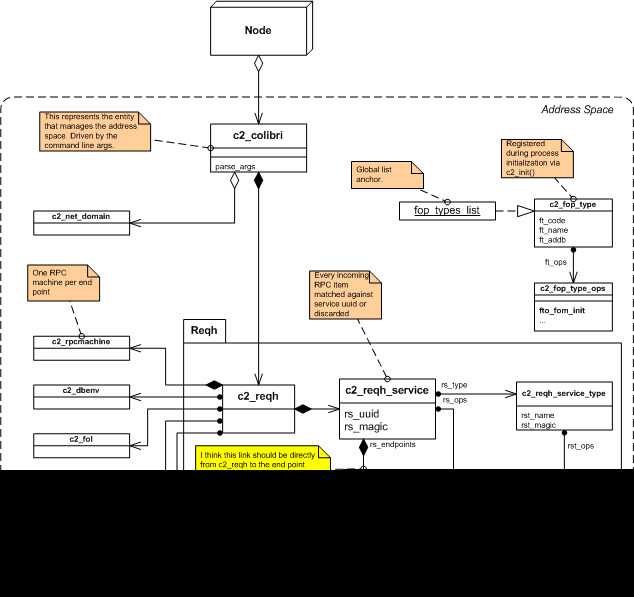 Node
Address Space
This represents the entity
that manages the address
space. Driven by the
command line args.
c2_colibri
parse_args
Registered
during process
initialization via
c2_init()
Global list
anchor.
fop_types_list
c2_fop_type
ft_code
ft_name
ft_addb
c2_net_domain
ft_ops
One RPC
machine per end
point
Every incoming
RPC item
matched against
service uuid or
discarded
c2_fop_type_ops
fto_fom_init
...
Reqh
c2_rpcmachine
c2_dbenv
c2_fol
c2_reqh
c2_reqh_service
rs_uuid
rs_magic
rs_type
rs_ops
c2_reqh_service_type
rst_name
rst_magic
rs_endpoints
rst_ops
I think this link should be directly
from c2_reqh to the end point